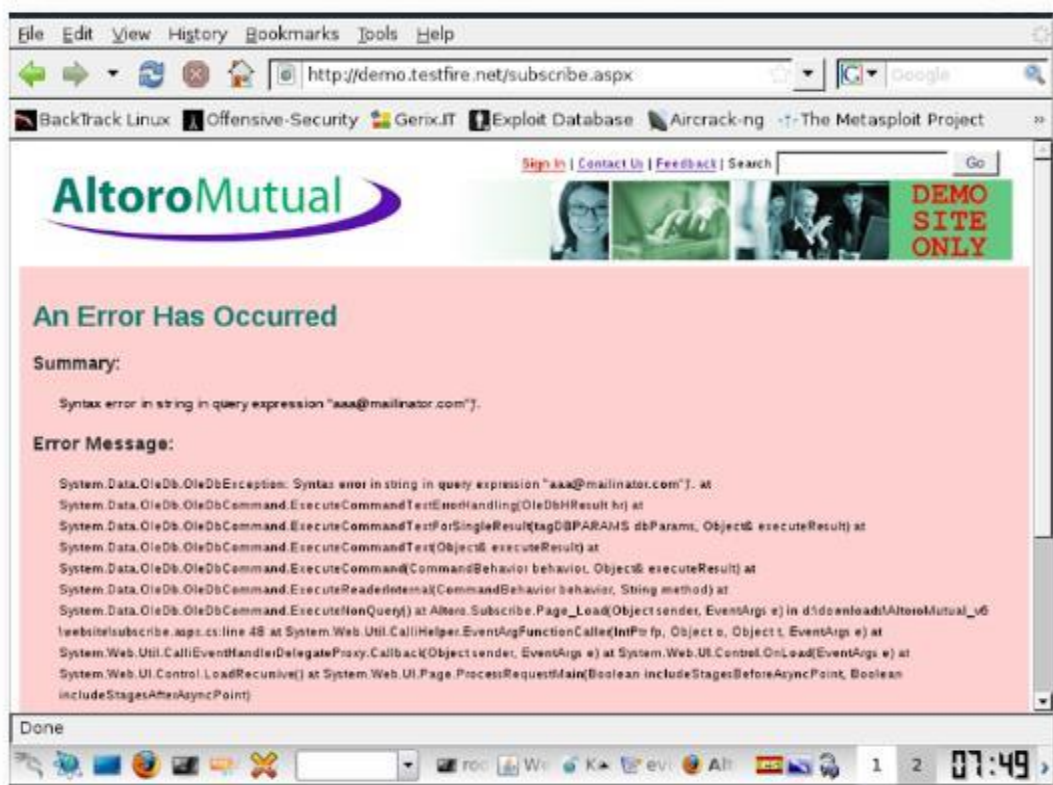 File Edit View History Bookmarks Tools Help
http://demo.testfire.net/subscribe.aspx
Google
BackTrack Linux Offensive-Security Gerix.IT Exploit Database Aircrack-ng The Metasploit Project »
Sign In | Contact Us | Feedback | Search Go
AltoroMutual
DEMO
SITE
ONLY
An Error Has Occurred
Summary:
Syntax error in string in query expression '"aaa@mailinator.com")'.
Error Message:
System.Data.OleDb.OleDbException: Syntax error in string in query expression '"aaa@mailinator.com")'. at
System.Data.OleDb.OleDbCommand.ExecuteCommandTextErrorHandling(OleDbHResult hr) at
System.Data.OleDb.OleDbCommand.ExecuteCommandTextForSingleResult(tagDBPARAMS dbParams, Object& executeResult) at
System.Data.OleDb.OleDbCommand.ExecuteCommandText(Object& executeResult) at
System.Data.OleDb.OleDbCommand.ExecuteCommand(CommandBehavior behavior, Object& executeResult) at
System.Data.OleDb.OleDbCommand.ExecuteReaderInternal(CommandBehavior behavior, String method) at
System.Data.OleDb.OleDbCommand.ExecuteNonQuery() at Altoro.Subscribe.Page_Load(Object sender, EventArgs e) in d:\downloads\AltoroMutual_v6
\website\subscribe.aspx.cs:line 48 at System.Web.Util.CalliHelper.EventArgFunctionCaller(IntPtr fp, Object o, Object t, EventArgs e) at
System.Web.Util.CalliEventHandlerDelegateProxy.Callback(Object sender, EventArgs e) at System.Web.UI.Control.OnLoad(EventArgs e) at
System.Web.UI.Control.LoadRecursive() at System.Web.UI.Page.ProcessRequestMain(Boolean includeStagesBeforeAsyncPoint, Boolean
includeStagesAfterAsyncPoint)
Done
We evi Alt 1 2 07:49